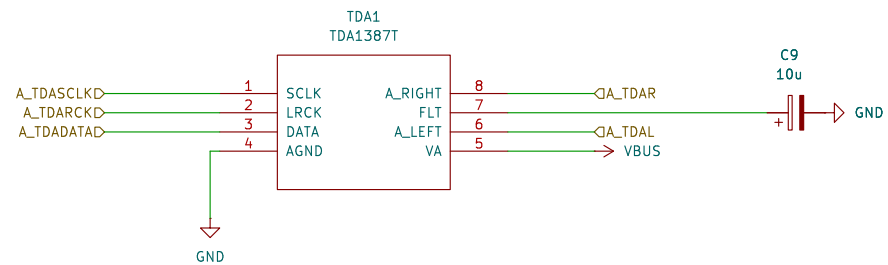 TDA1
TDA1387T
C9
10u
A_TDASCLK 1 SCLK A_RIGHT 8 A_TDAR
A_TDARCK 2 LRCK FLT 7 + GND
A_TDADATA 3 DATA A_LEFT 6 A_TDAL
4 AGND VA 5 VBUS
GND